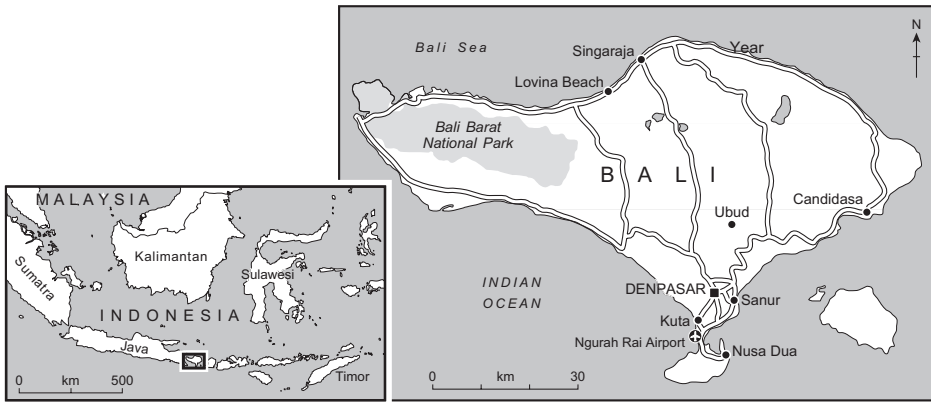 N
Bali Sea
Singaraja
Year
Lovina Beach
Bali Barat
National Park
BALI
Candidasa
Ubud
INDIAN
OCEAN
DENPASAR
Sanur
Kuta
Ngurah Rai Airport
Nusa Dua
0 km 30
MALAYSIA
Kalimantan
Sumatra
Sulawesi
INDONESIA
Java
Timor
0 km 500